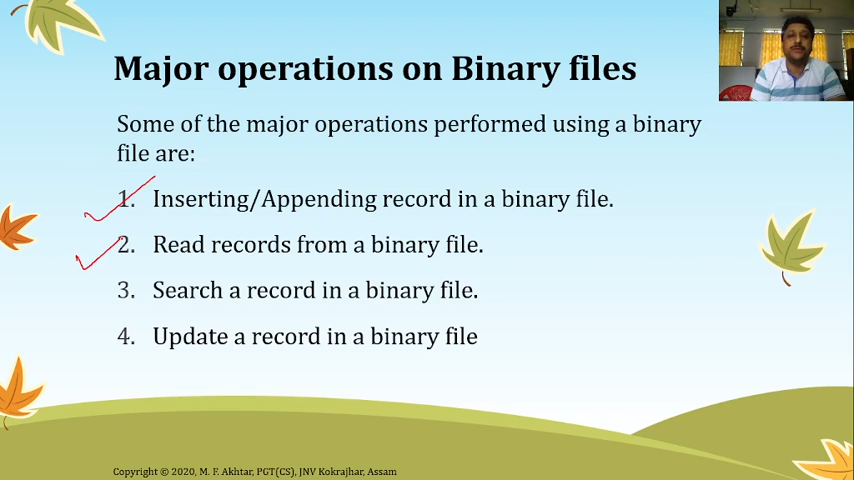 Major operations on Binary files
Some of the major operations performed using a binary
file are:
1. Inserting/Appending record in a binary file.
2. Read records from a binary file.
3. Search a record in a binary file.
4. Update a record in a binary file
Copyright © 2020, M. F. Akhtar, PGT(CS), JNV Kokrajhar, Assam